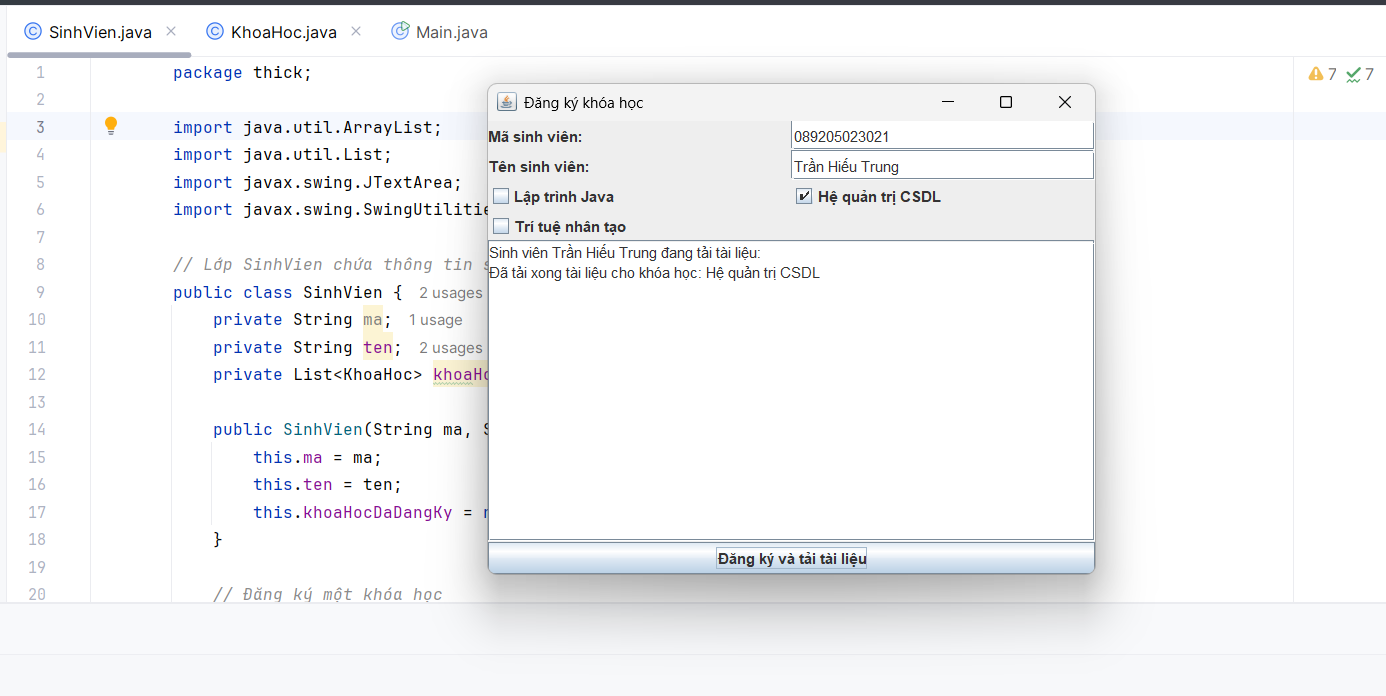 SinhVien.java KhoaHoc.java Main.java
1 package thick;
7 7
2
3 import java.util.ArrayList;
4 import java.util.List;
5 import javax.swing.JTextArea;
6 import javax.swing.
7
8 // Lớp SinhVien chứa thông tin
9 public class SinhVien { 2 usages
10 private String ma; 1 usage
11 private String ten; 2 usages
12 private List<KhoaHoc>
13
14 public SinhVien(String ma,
15 this.ma = ma;
16 this.ten = ten;
17 this.khoaHocDaDangKy =
18 }
19
20 // Đăng ký một khóa học
Đăng ký khóa học
Mã sinh viên: 089205023021
Tên sinh viên: Trần Hiếu Trung
Lập trình Java Hệ quản trị CSDL
Trí tuệ nhân tạo
Sinh viên Trần Hiếu Trung đang tải tài liệu:
Đã tải xong tài liệu cho khóa học: Hệ quản trị CSDL
Đăng ký và tải tài liệu